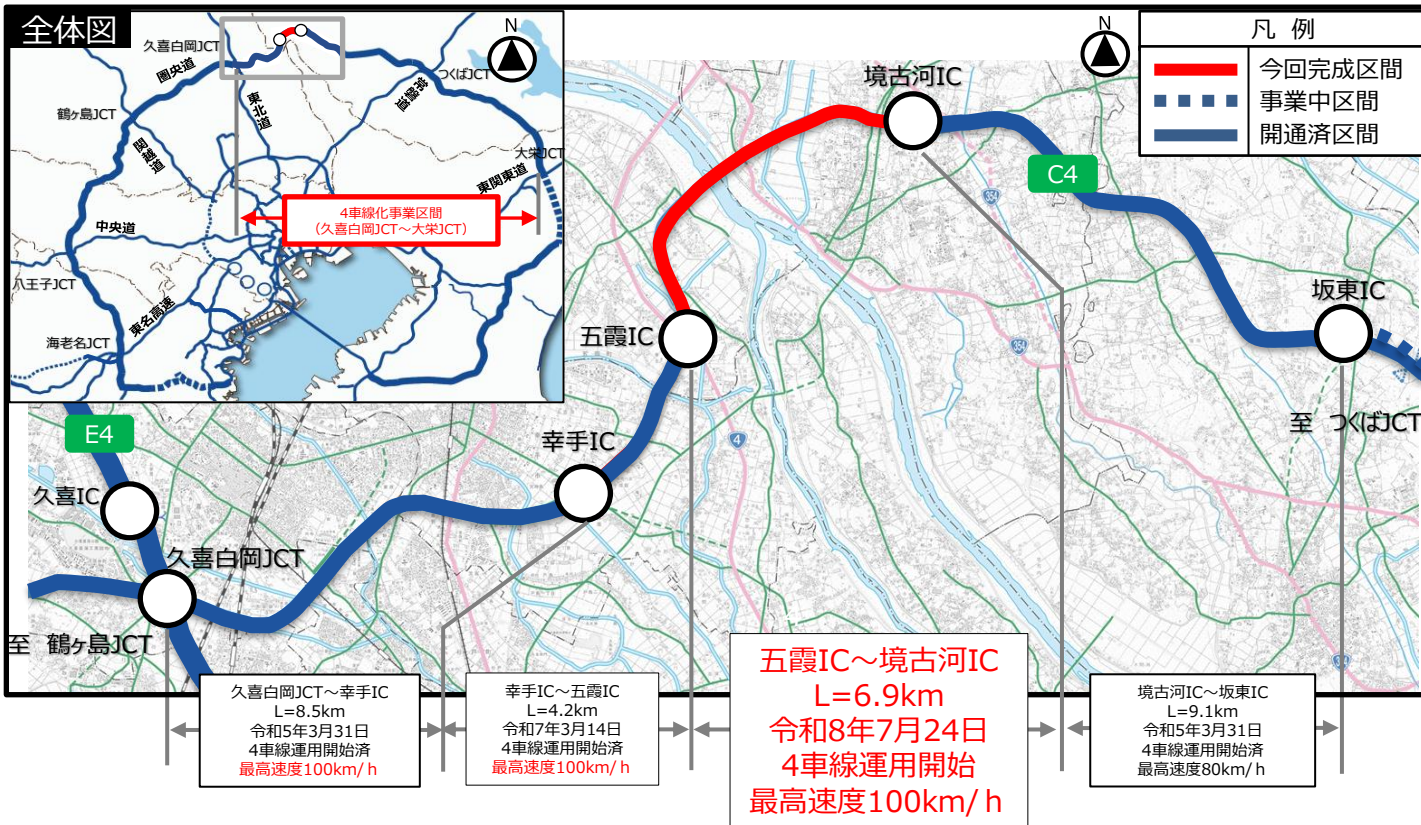 全体図
久喜白岡JCT
N
圏央道
つくばJCT
常磐道
東北道
鶴ヶ島JCT
関越道
大栄JCT
東関東道
4車線化事業区間
(久喜白岡JCT~大栄JCT)
中央道
八王子JCT
東名高速
海老名JCT
N
凡 例
今回完成区間
事業中区間
開通済区間
境古河IC
C4
354
坂東IC
五霞IC
354
至 つくばJCT
E4
4
幸手IC
久喜IC
久喜白岡JCT
至 鶴ヶ島JCT
久喜白岡JCT~幸手IC
L=8.5km
令和5年3月31日
4車線運用開始済
最高速度100km/h
幸手IC~五霞IC
L=4.2km
令和7年3月14日
4車線運用開始済
最高速度100km/h
五霞IC~境古河IC
L=6.9km
令和8年7月24日
4車線運用開始
最高速度100km/h
境古河IC~坂東IC
L=9.1km
令和5年3月31日
4車線運用開始済
最高速度80km/h